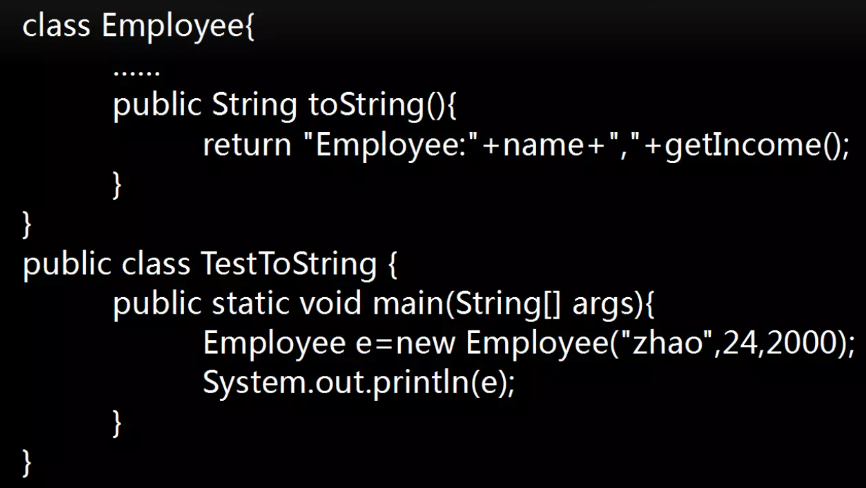 class Employee{
......
public String toString(){
return "Employee:"+name+","+getIncome();
}
}
public class TestToString {
public static void main(String[] args){
Employee e=new Employee("zhao",24,2000);
System.out.println(e);
}
}